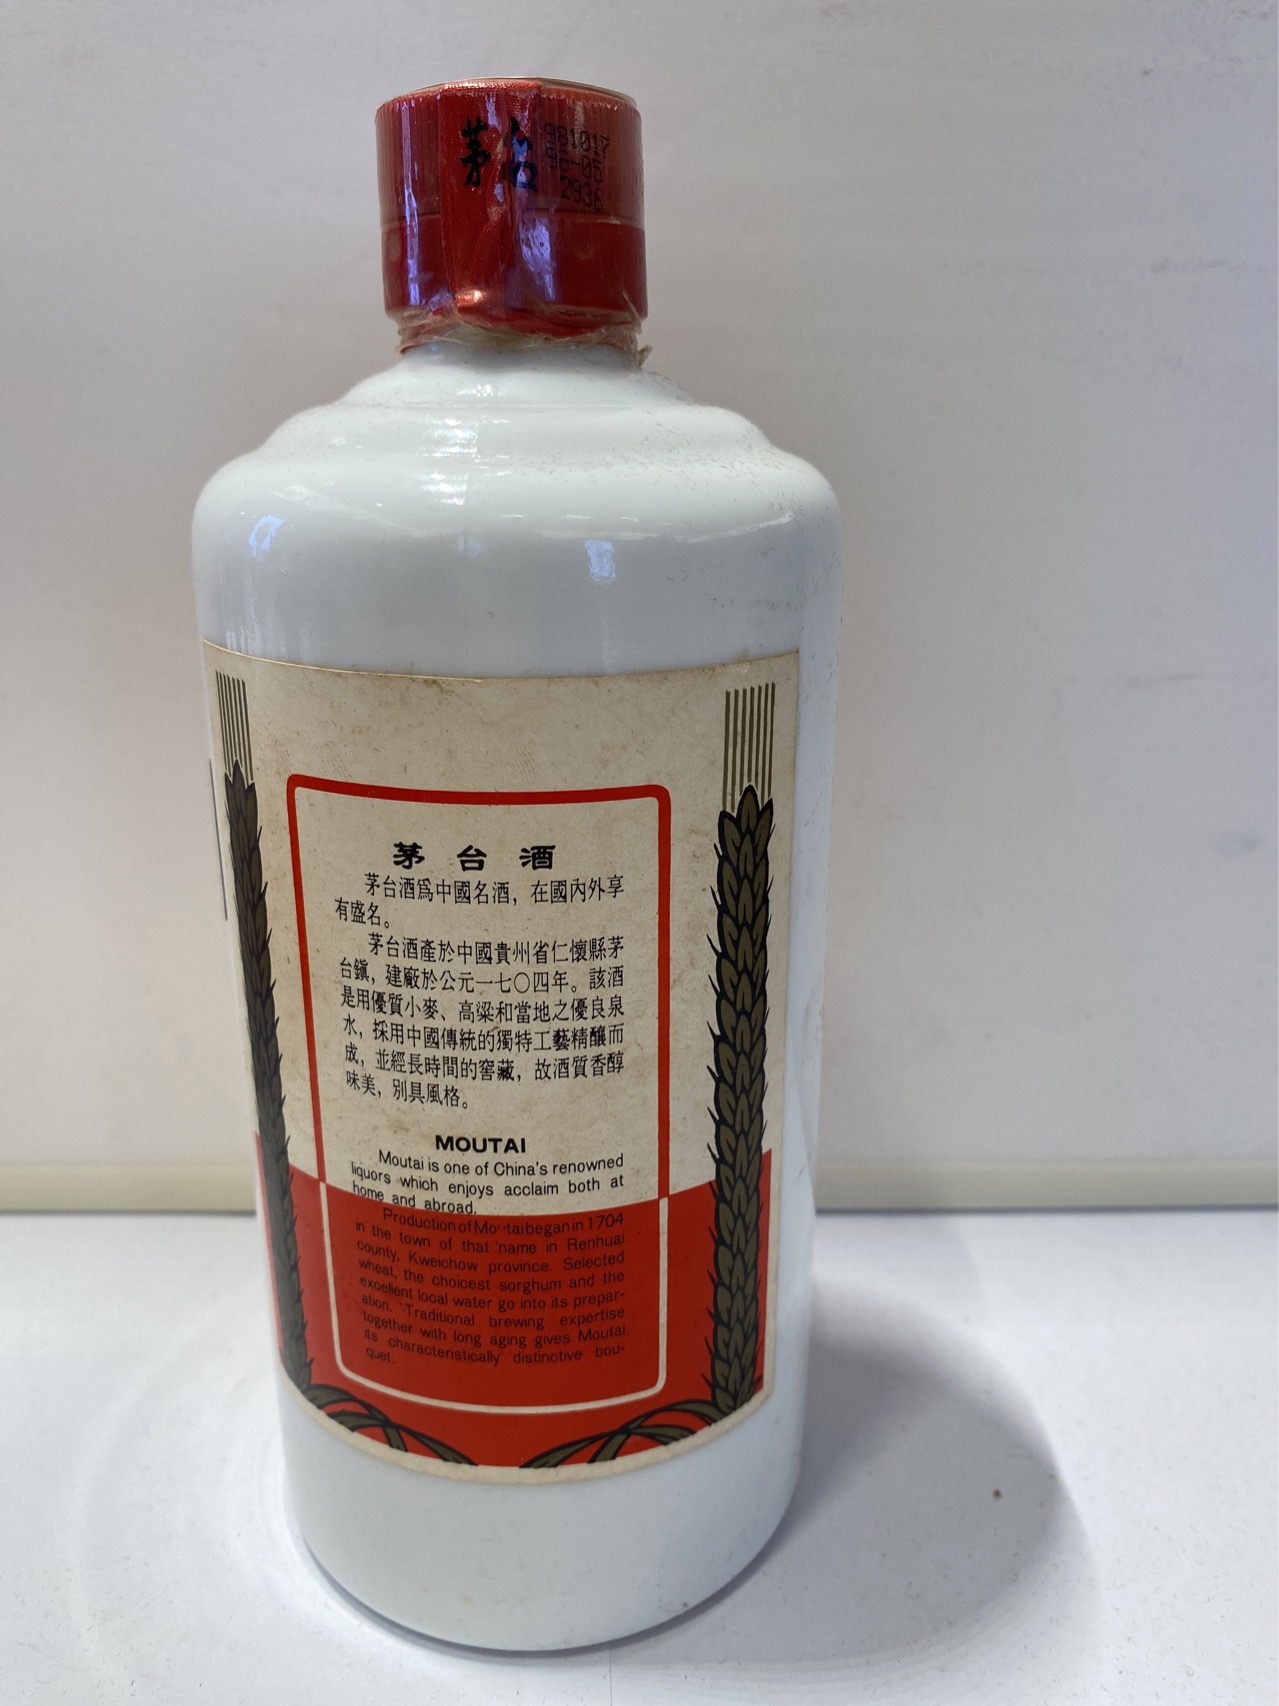 茅台
981017
96-05
2936
茅台酒
茅台酒爲中國名酒，在國內外享
有盛名。
茅台酒產於中國貴州省仁懷縣茅
台鎭，建廠於公元一七〇四年。該酒
是用優質小麥、高粱和當地之優良泉
水，採用中國傳統的獨特工藝精釀而
成，並經長時間的窖藏，故酒質香醇
味美，別具風格。
MOUTAI
Moutai is one of China's renowned
liquors which enjoys acclaim both at
home and abroad.
Production of Moutai began in 1704
in the town of that name in Renhuai
county, Kweichow province. Selected
wheat, the choicest sorghum and the
excellent local water go into its prepar-
ation. Traditional brewing expertise
together with long aging gives Moutai
its characteristically distinctive bou-
quet.